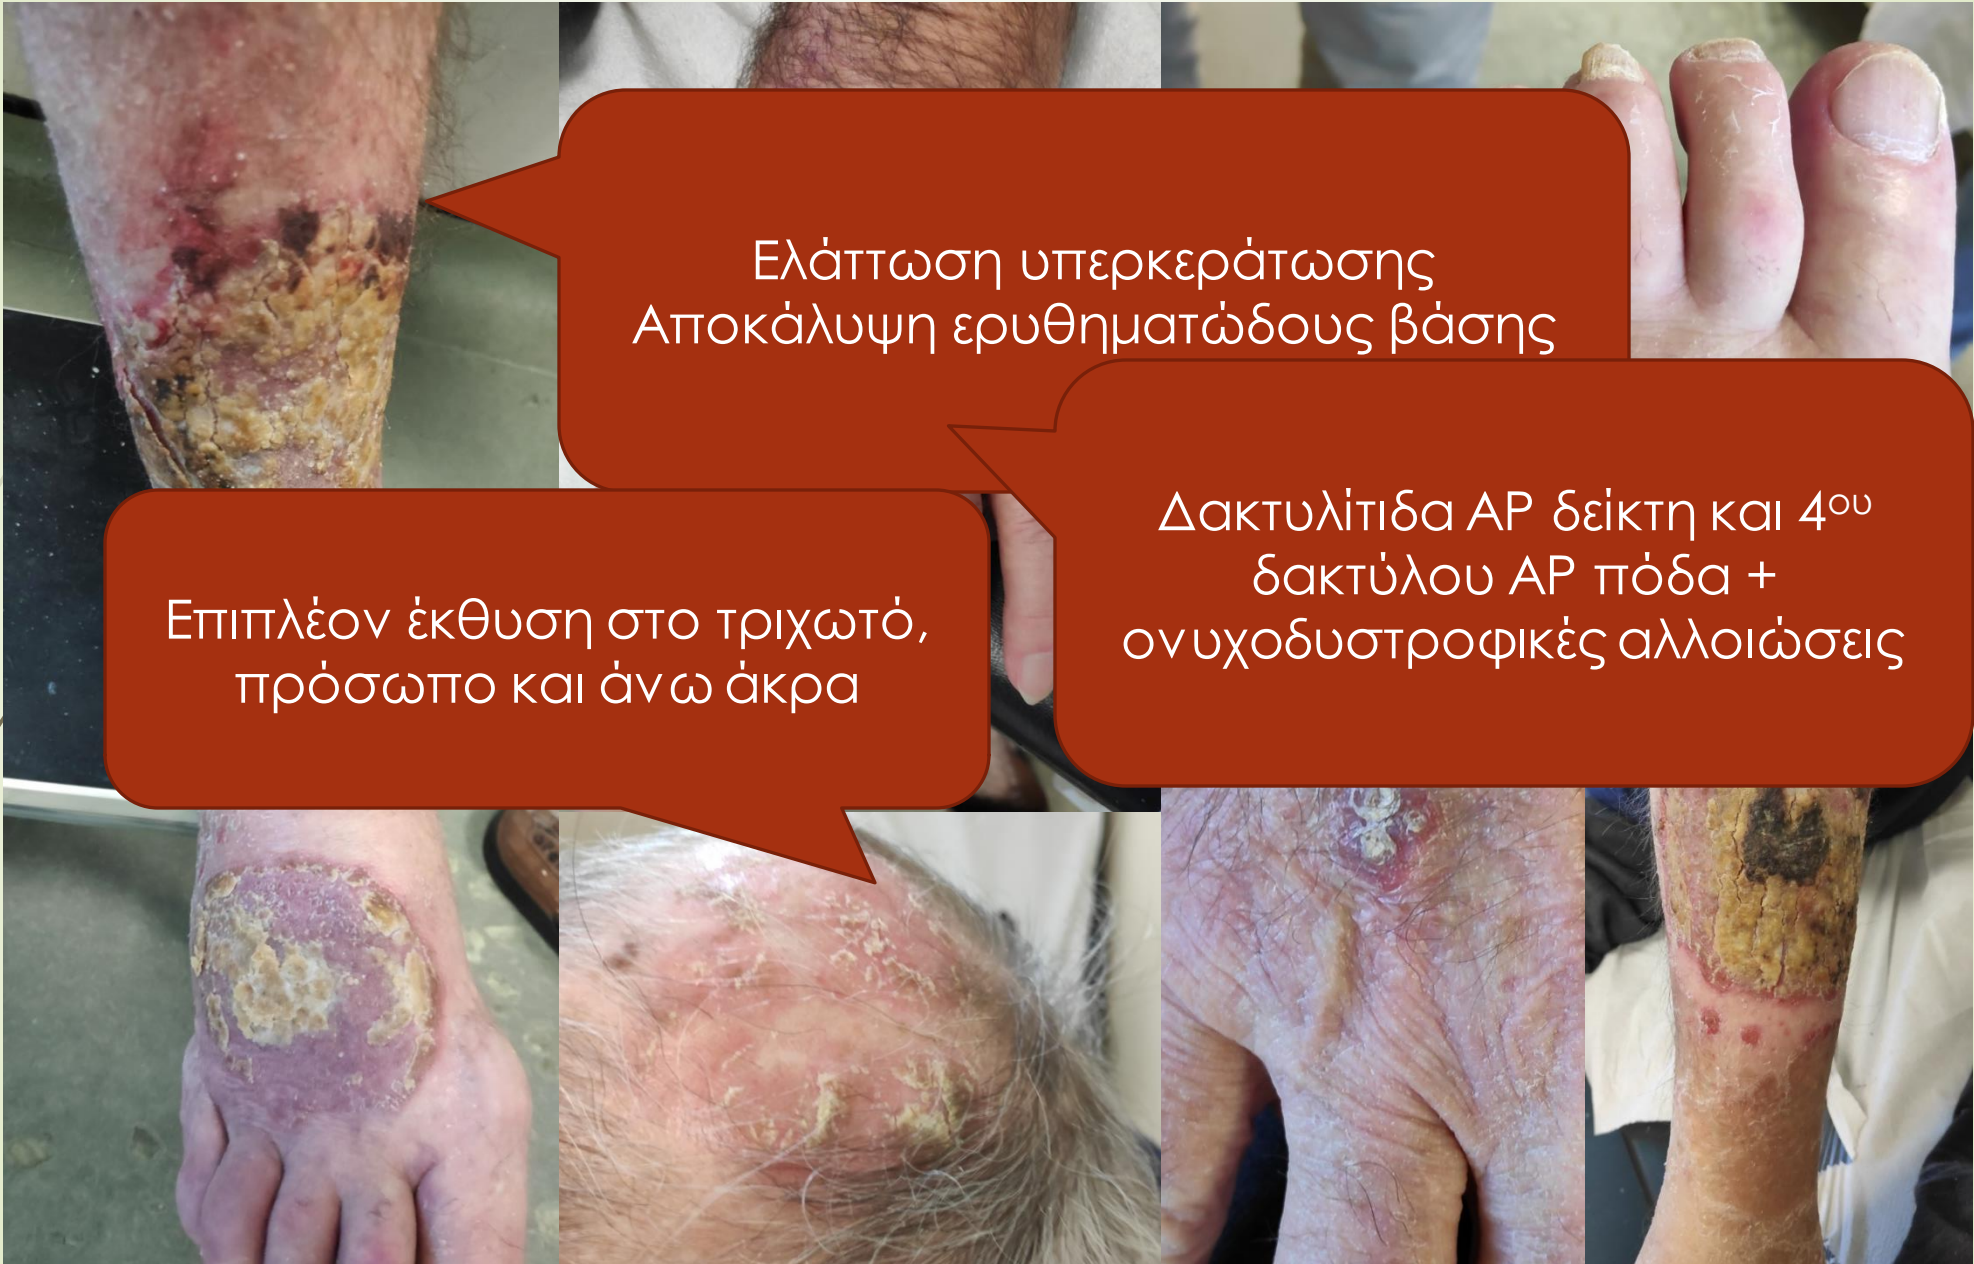 Ελάττωση υπερκεράτωσης
Αποκάλυψη ερυθηματώδους βάσης
Δακτυλίτιδα ΑΡ δείκτη και 4ου
δακτύλου ΑΡ πόδα +
ονυχοδυστροφικές αλλοιώσεις
Επιπλέον έκθυση στο τριχωτό,
πρόσωπο και άνω άκρα